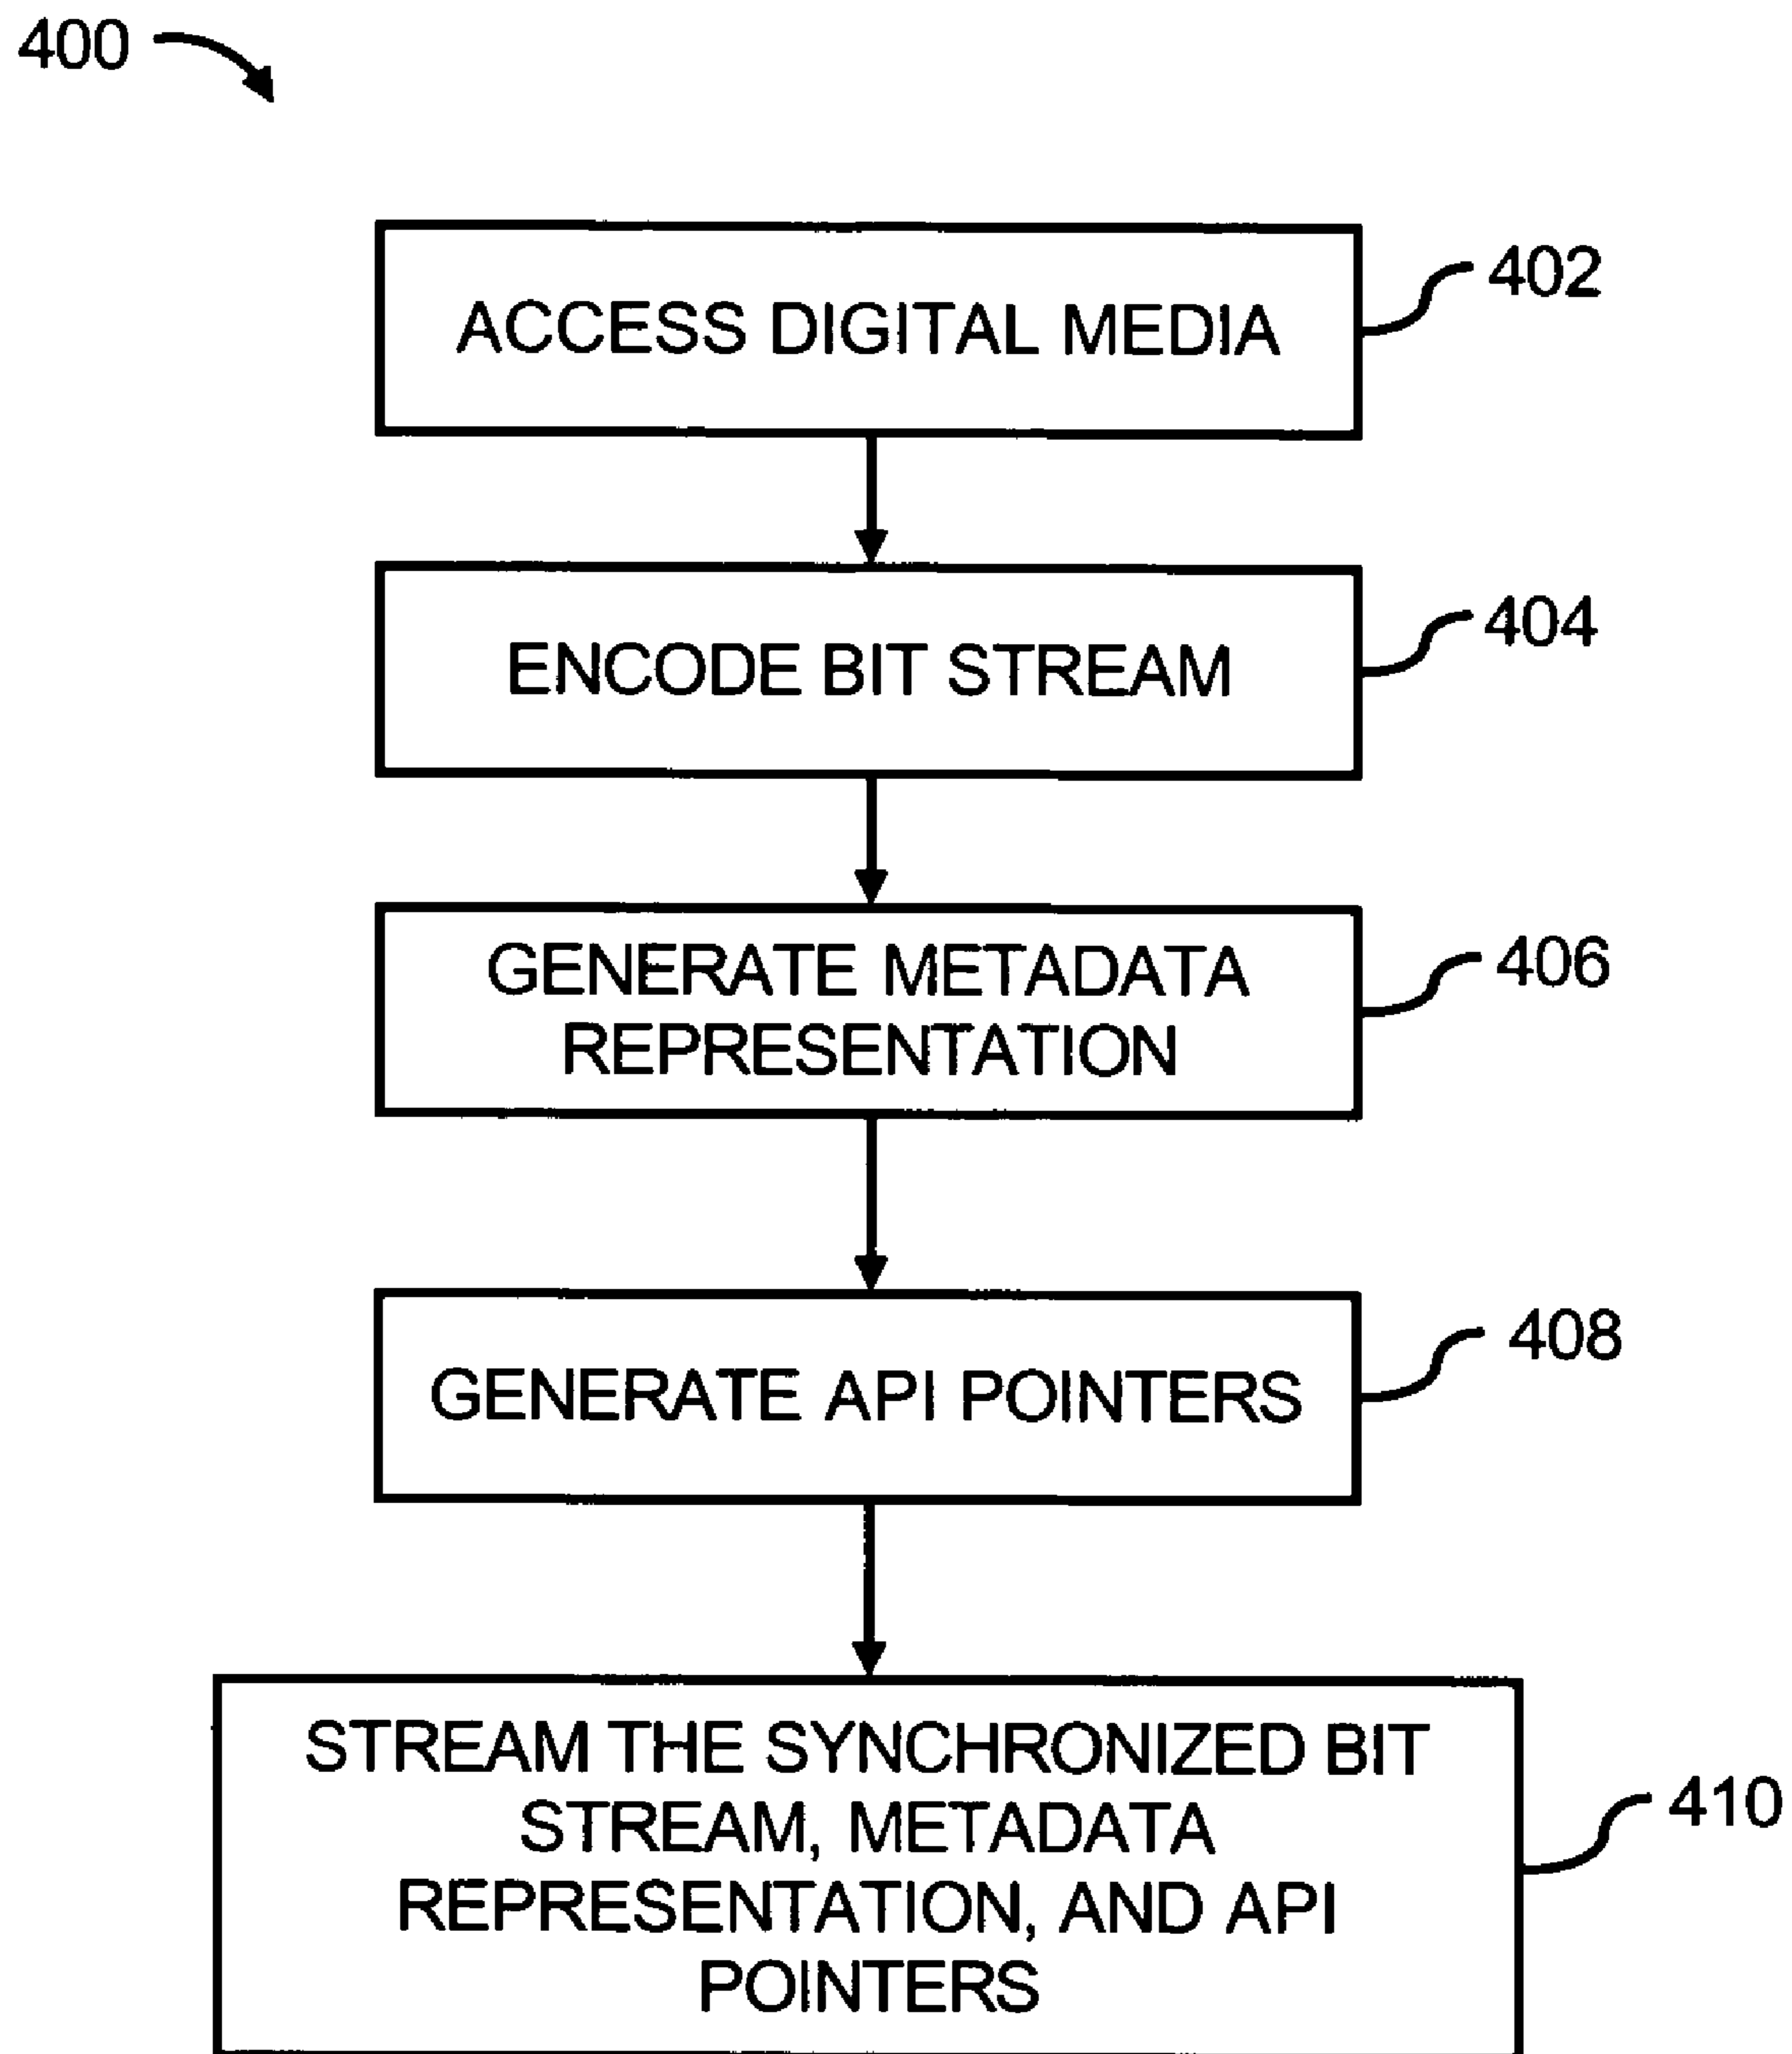 400
ACCESS DIGITAL MEDIA
402
ENCODE BIT STREAM
404
GENERATE METADATA
REPRESENTATION
406
GENERATE API POINTERS
408
STREAM THE SYNCHRONIZED BIT
STREAM, METADATA
REPRESENTATION, AND API
POINTERS
410